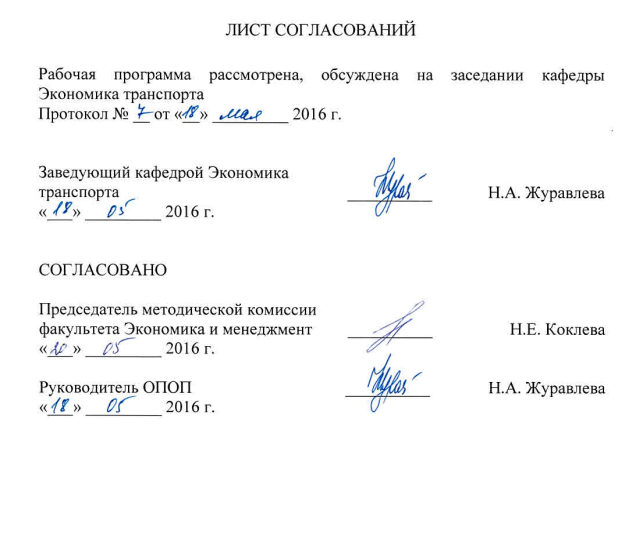 ЛИСТ СОГЛАСОВАНИЙ
Рабочая программа рассмотрена, обсуждена на заседании кафедры
Экономика транспорта
Протокол № 7 от «18» мая 2016 г.
Заведующий кафедрой Экономика
транспорта Н.А. Журавлева
«18» 05 2016 г.
СОГЛАСОВАНО
Председатель методической комиссии
факультета Экономика и менеджмент Н.Е. Коклева
«20» 05 2016 г.
Руководитель ОПОП Н.А. Журавлева
«18» 05 2016 г.